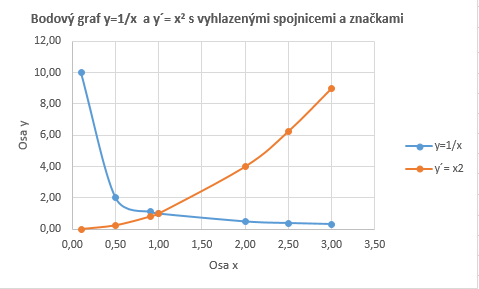 Bodový graf y=1/x  a y´= x² s vyhlazenými spojnicemi a značkami
12,00
10,00
8,00
6,00
4,00
2,00
0,00
Osa y
0,00 0,50 1,00 1,50 2,00 2,50 3,00 3,50
Osa x
y=1/x
y´= x2